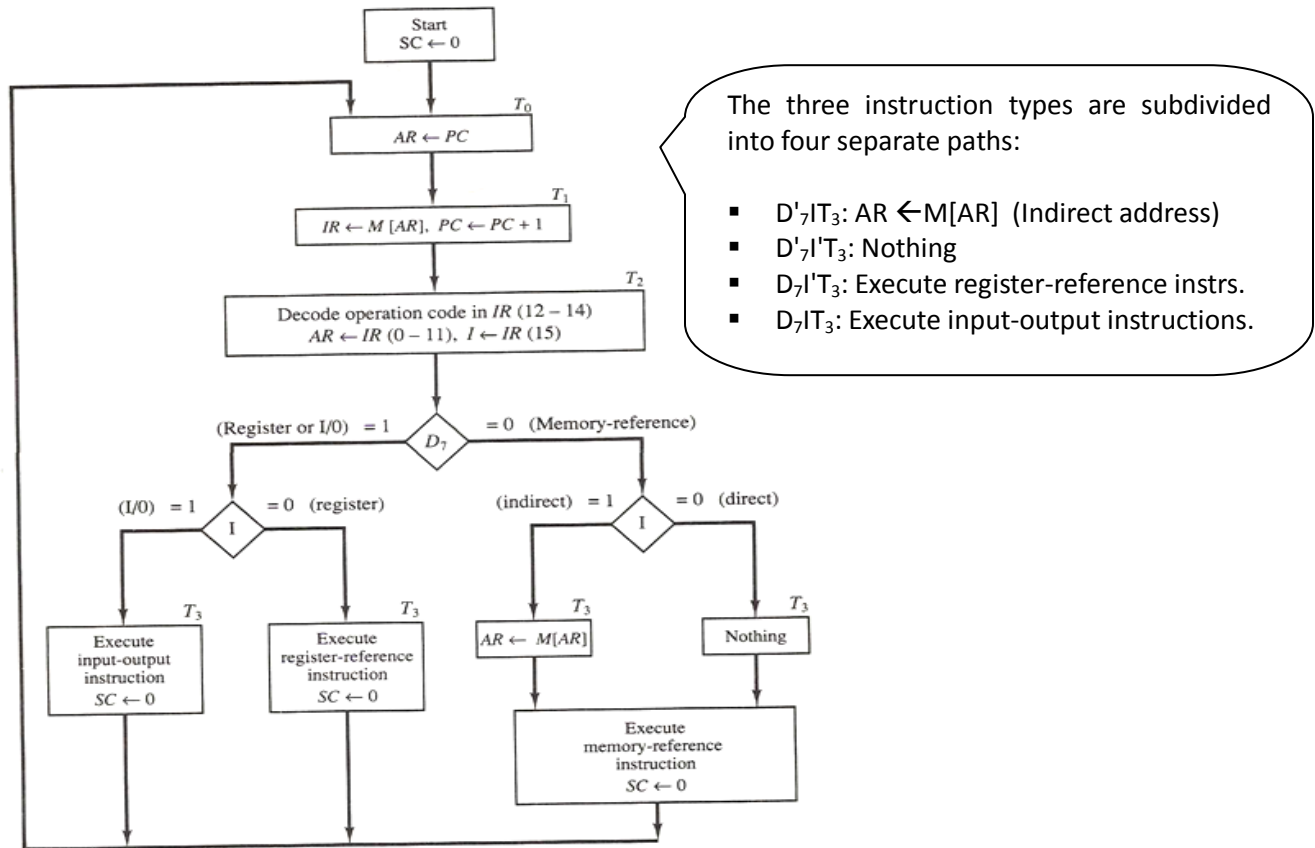 Start
SC ← 0
T₀
AR ← PC
T₁
IR ← M [AR], PC ← PC + 1
T₂
Decode operation code in IR (12 – 14)
AR ← IR (0 – 11), I ← IR (15)
(Register or I/0) = 1
D₇
= 0 (Memory-reference)
(I/0) = 1
I
= 0 (register)
(indirect) = 1
I
= 0 (direct)
T₃
Execute
input-output
instruction
SC ← 0
T₃
Execute
register-reference
instruction
SC ← 0
T₃
AR ← M[AR]
T₃
Nothing
Execute
memory-reference
instruction
SC ← 0
The three instruction types are subdivided
into four separate paths:
▪ D'₇IT₃: AR ←M[AR] (Indirect address)
▪ D'₇I'T₃: Nothing
▪ D₇I'T₃: Execute register-reference instrs.
▪ D₇IT₃: Execute input-output instructions.